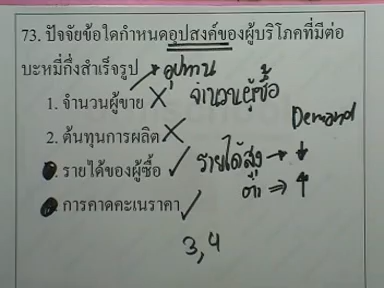 73. ปัจจัยข้อใดกำหนดอุปสงค์ของผู้บริโภคที่มีต่อ
บะหมี่กึ่งสำเร็จรูป อุปทาน
1. จำนวนผู้ขาย X จำนวนผู้ซื้อ
Demand
2. ต้นทุนการผลิต X
. รายได้ของผู้ซื้อ ✓ รายได้สูง → ↓
ต่ำ ⇒ ↑
. การคาดคะเนราคา ✓
3, 4